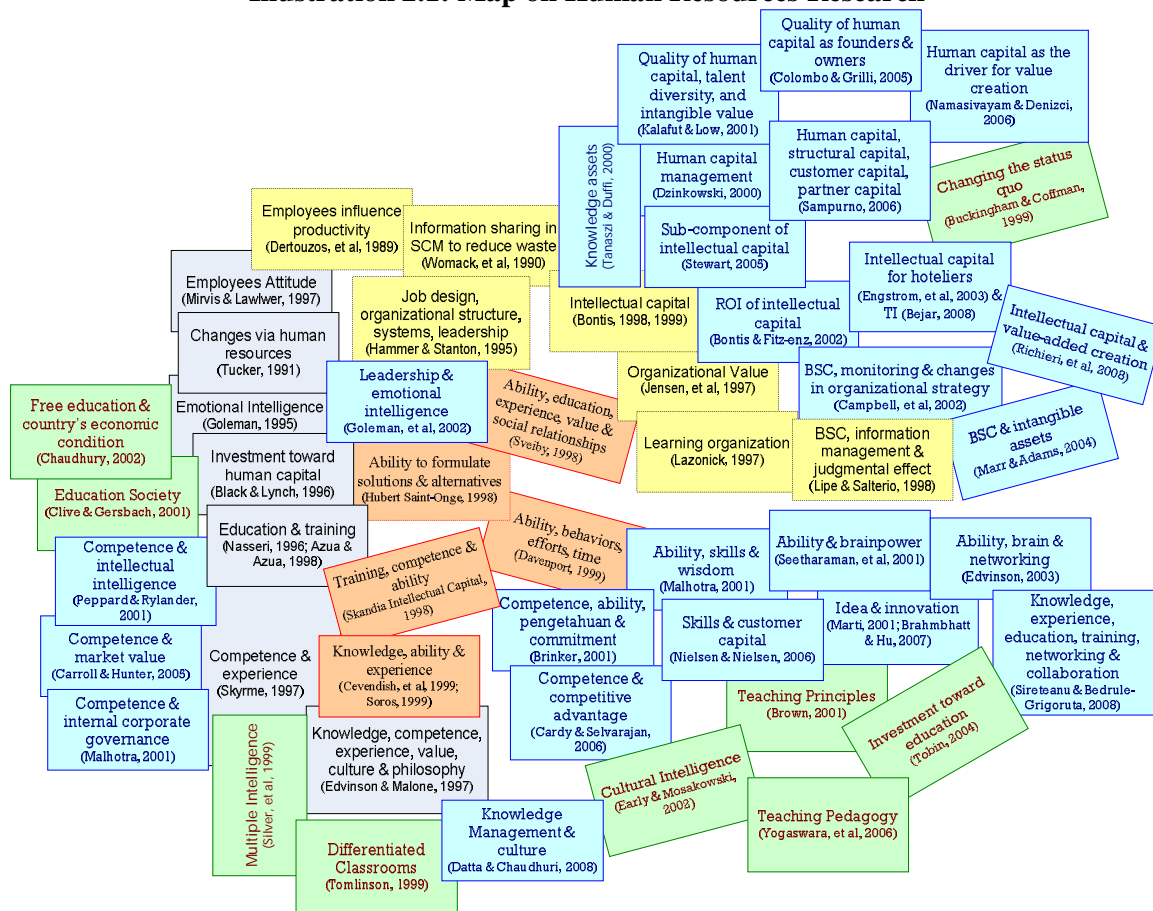 Illustration Map on Human Resources Research
Quality of human
capital as founders &
owners
(Colombo & Grilli, 2005)
Quality of human
capital, talent
diversity, and
intangible value
(Kalafut & Low, 2001)
Human capital as the
driver for value
creation
(Namasivayam & Denizci,
2006)
Knowledge assets
(Tanaszi & Duffi, 2000)
Human capital
management
(Dzinkowski, 2000)
Human capital,
structural capital,
customer capital,
partner capital
(Sampurno, 2006)
Changing the status
quo
(Buckingham & Coffman,
1999)
Employees influence
productivity
(Dertouzos, et al, 1989)
Information sharing in
SCM to reduce waste
(Womack, et al, 1990)
Sub-component of
intellectual capital
(Stewart, 2005)
Employees Attitude
(Mirvis & Lawlwer, 1997)
Job design,
organizational structure,
systems, leadership
(Hammer & Stanton, 1995)
Intellectual capital
(Bontis, 1998, 1999)
ROI of intellectual
capital
(Bontis & Fitz-enz, 2002)
Intellectual capital
for hoteliers
(Engstrom, et al, 2003) &
TI (Bejar, 2008)
Intellectual capital &
value-added creation
(Richieri, et al, 2008)
Changes via human
resources
(Tucker, 1991)
Leadership &
emotional
intelligence
(Goleman, et al, 2002)
Ability, education,
experience, value &
social relationships
(Sveiby, 1998)
Organizational Value
(Jensen, et al, 1997)
BSC, monitoring & changes
in organizational strategy
(Campbell, et al, 2002)
BSC & intangible
assets
(Marr & Adams, 2004)
Free education &
country's economic
condition
(Chaudhury, 2002)
Emotional Intelligence
(Goleman, 1995)
Learning organization
(Lazonick, 1997)
BSC, information
management &
judgmental effect
(Lipe & Salterio, 1998)
Investment toward
human capital
(Black & Lynch, 1996)
Ability to formulate
solutions & alternatives
(Hubert Saint-Onge, 1998)
Education Society
(Clive & Gersbach, 2001)
Education & training
(Nasseri, 1996; Azua &
Azua, 1998)
Training, competence &
ability
(Skandia Intellectual Capital,
1998)
Ability, behaviors,
efforts, time
(Davenport, 1999)
Ability, skills &
wisdom
(Malhotra, 2001)
Ability & brainpower
(Seetharaman, et al, 2001)
Ability, brain &
networking
(Edvinson, 2003)
Competence &
intellectual
intelligence
(Peppard & Rylander,
2001)
Competence, ability,
pengetahuan &
commitment
(Brinker, 2001)
Skills & customer
capital
(Nielsen & Nielsen, 2006)
Idea & innovation
(Marti, 2001; Brahmbhatt
& Hu, 2007)
Knowledge,
experience,
education, training,
networking &
collaboration
(Sireteanu & Bedrule-
Grigoruta, 2008)
Competence &
market value
(Carroll & Hunter, 2005)
Competence &
experience
(Skyrme, 1997)
Knowledge, ability &
experience
(Cevendish, et al, 1999;
Soros, 1999)
Competence &
competitive
advantage
(Cardy & Selvarajan,
2006)
Teaching Principles
(Brown, 2001)
Investment toward
education
(Tobin, 2004)
Competence &
internal corporate
governance
(Malhotra, 2001)
Multiple Intelligence
(Silver, et al, 1999)
Knowledge, competence,
experience, value,
culture & philosophy
(Edvinson & Malone, 1997)
Cultural Intelligence
(Early & Mosakowski,
2002)
Teaching Pedagogy
(Yogaswara, et al, 2006)
Differentiated
Classrooms
(Tomlinson, 1999)
Knowledge
Management &
culture
(Datta & Chaudhuri, 2008)